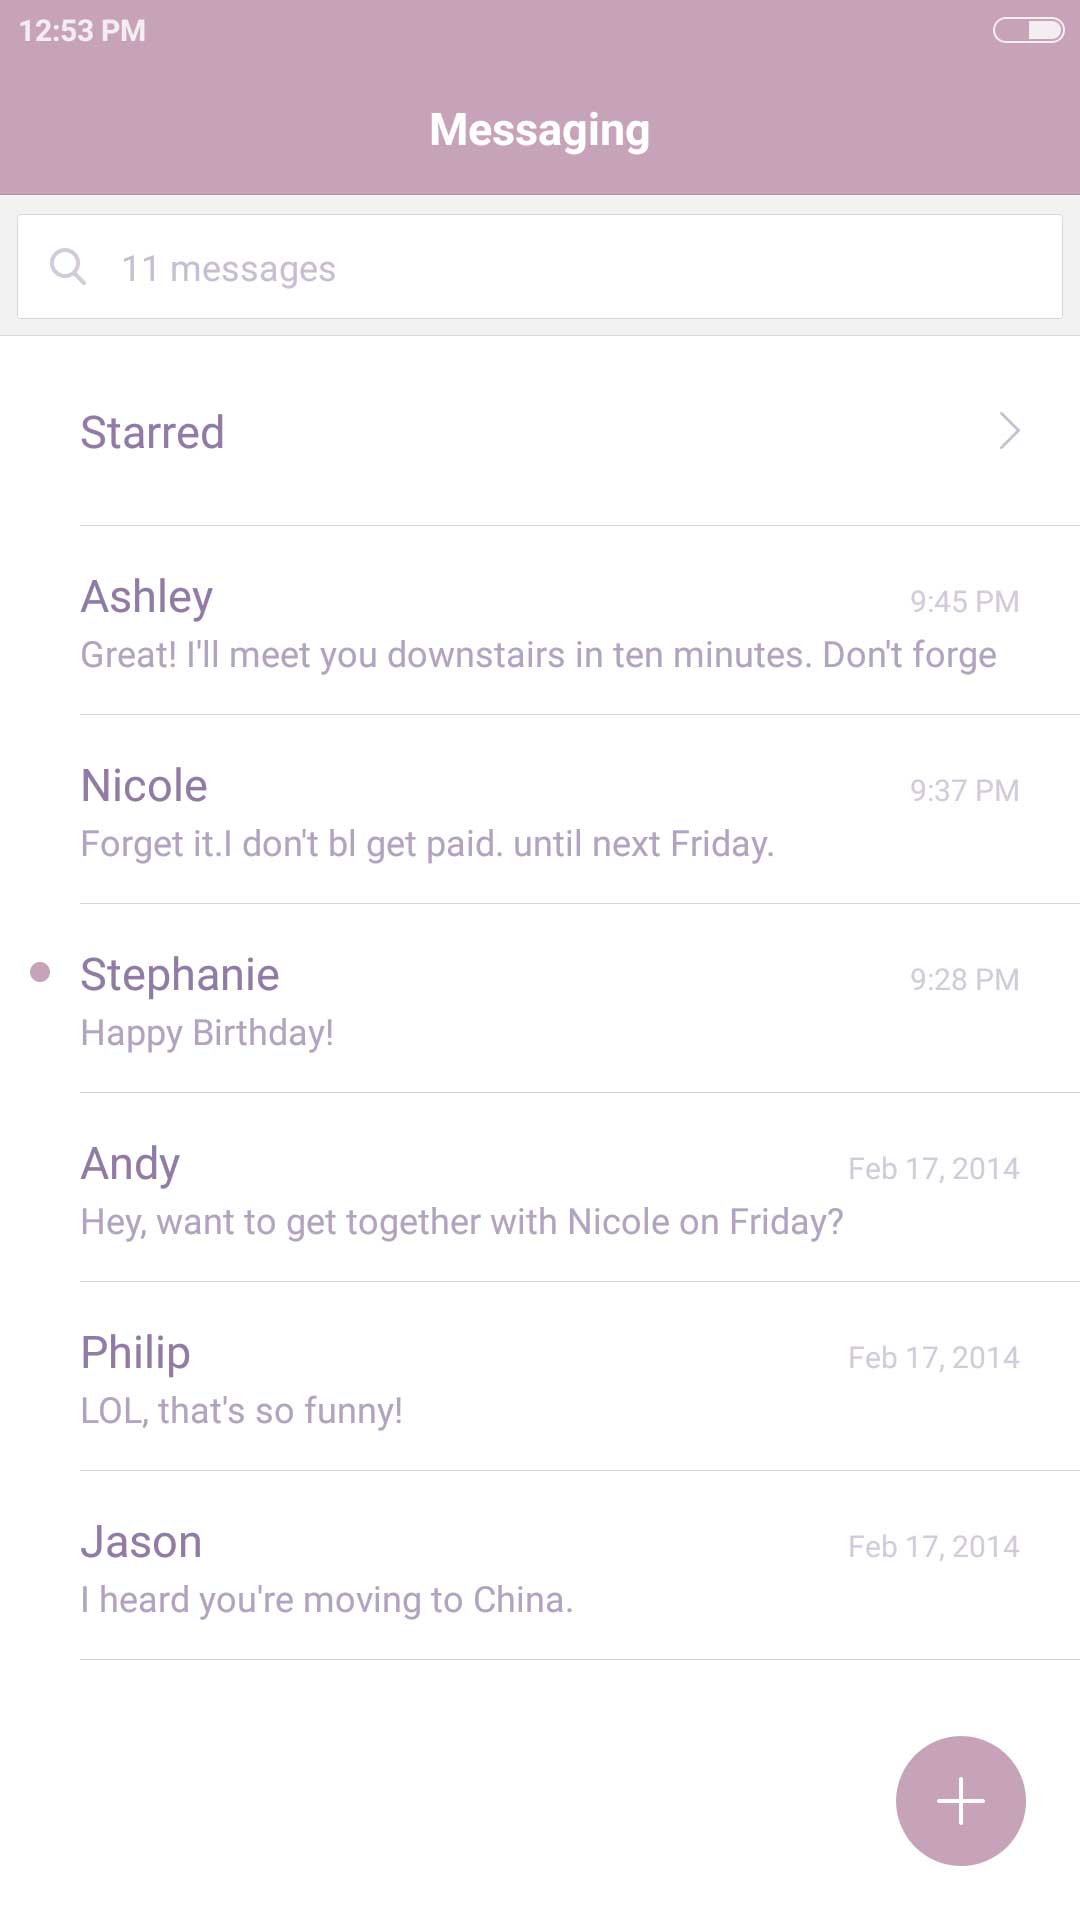 12:53 PM
Messaging
11 messages
Starred
Ashley 9:45 PM
Great! I'll meet you downstairs in ten minutes. Don't forge
Nicole 9:37 PM
Forget it.I don't bl get paid. until next Friday.
Stephanie 9:28 PM
Happy Birthday!
Andy Feb 17, 2014
Hey, want to get together with Nicole on Friday?
Philip Feb 17, 2014
LOL, that's so funny!
Jason Feb 17, 2014
I heard you're moving to China.